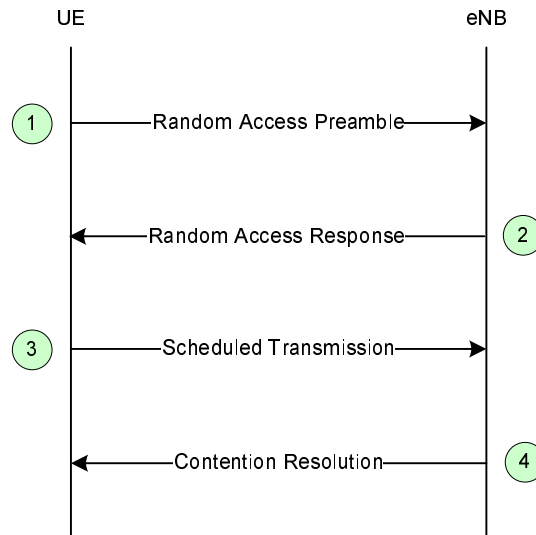 UE
eNB
1
Random Access Preamble
Random Access Response
2
3
Scheduled Transmission
Contention Resolution
4